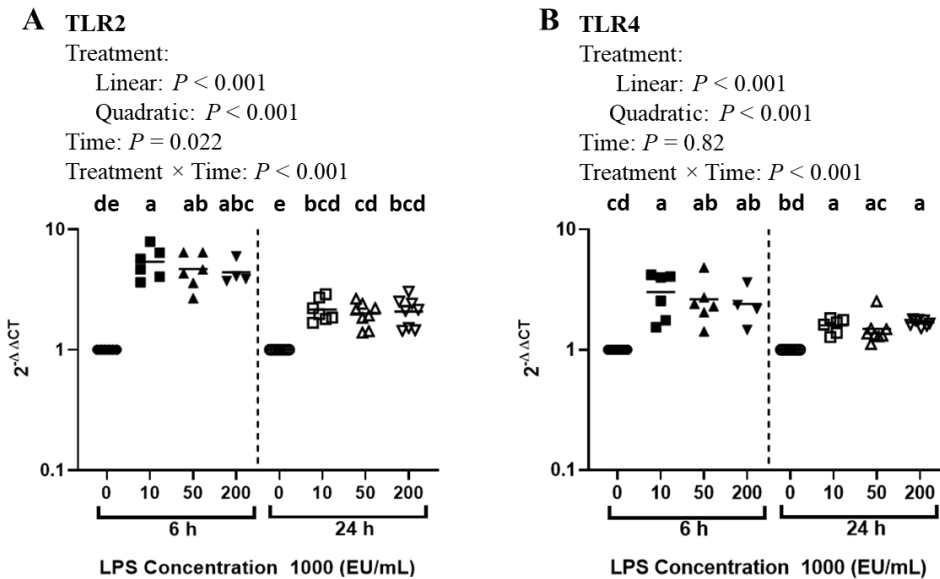 A TLR2
Treatment:
Linear: P < 0.001
Quadratic: P < 0.001
Time: P = 0.022
Treatment × Time: P < 0.001
de a ab abc e bcd cd bcd
10
1
0.1
2-Δ ΔCT
0 10 50 200 0 10 50 200
6 h 24 h
LPS Concentration 1000 (EU/mL)
B TLR4
Treatment:
Linear: P < 0.001
Quadratic: P < 0.001
Time: P = 0.82
Treatment × Time: P < 0.001
cd a ab ab bd a ac a
10
1
0.1
2-Δ ΔCT
0 10 50 200 0 10 50 200
6 h 24 h
LPS Concentration 1000 (EU/mL)